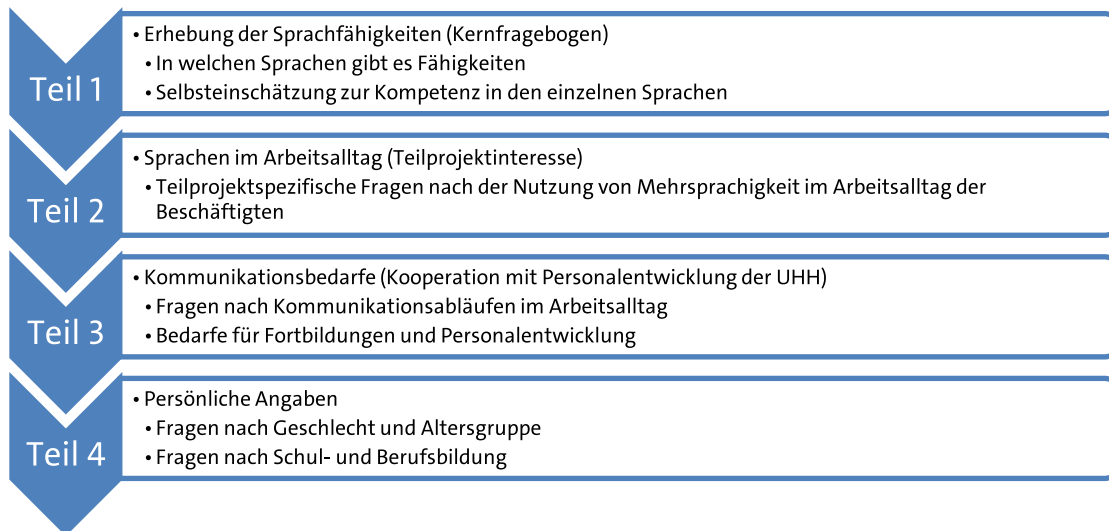 Teil 1
• Erhebung der Sprachfähigkeiten (Kernfragebogen)
• In welchen Sprachen gibt es Fähigkeiten
• Selbsteinschätzung zur Kompetenz in den einzelnen Sprachen
Teil 2
• Sprachen im Arbeitsalltag (Teilprojektinteresse)
• Teilprojektspezifische Fragen nach der Nutzung von Mehrsprachigkeit im Arbeitsalltag der
Beschäftigten
Teil 3
• Kommunikationsbedarfe (Kooperation mit Personalentwicklung der UHH)
• Fragen nach Kommunikationsabläufen im Arbeitsalltag
• Bedarfe für Fortbildungen und Personalentwicklung
Teil 4
• Persönliche Angaben
• Fragen nach Geschlecht und Altersgruppe
• Fragen nach Schul- und Berufsbildung